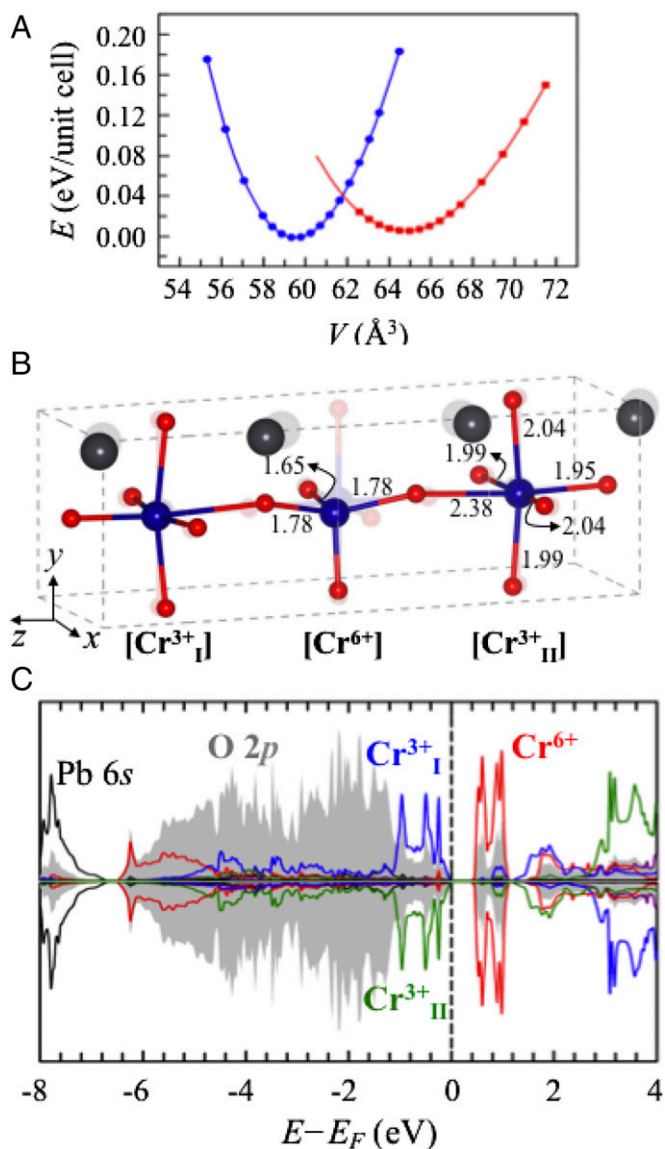 A
E (eV/unit cell)
0.20
0.16
0.12
0.08
0.04
0.00
54 56 58 60 62 64 66 68 70 72
V (Å³)
B
2.04
1.99
1.95
1.65
1.78
1.78
2.38
2.04
1.99
y
z x
[Cr³⁺I] [Cr⁶⁺] [Cr³⁺II]
C
Pb 6s O 2p Cr³⁺I Cr⁶⁺
Cr³⁺II
-8 -6 -4 -2 0 2 4
E−EF (eV)